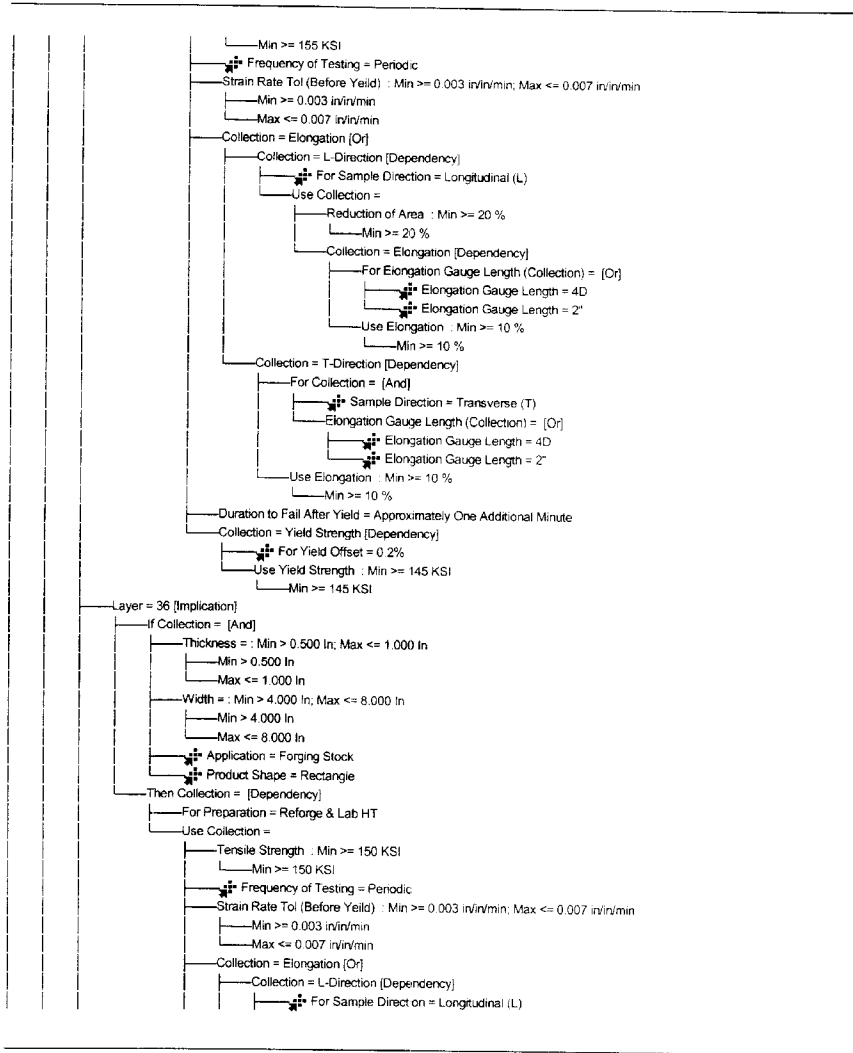 Min >= 155 KSI
Frequency of Testing = Periodic
Strain Rate Tol (Before Yeild) : Min >= 0.003 in/in/min; Max <= 0.007 in/in/min
Min >= 0.003 in/in/min
Max <= 0.007 in/in/min
Collection = Elongation [Or]
Collection = L-Direction [Dependency]
For Sample Direction = Longitudinal (L)
Use Collection =
Reduction of Area : Min >= 20 %
Min >= 20 %
Collection = Elongation [Dependency]
For Elongation Gauge Length (Collection) = [Or]
Elongation Gauge Length = 4D
Elongation Gauge Length = 2"
Use Elongation : Min >= 10 %
Min >= 10 %
Collection = T-Direction [Dependency]
For Collection = [And]
Sample Direction = Transverse (T)
Elongation Gauge Length (Collection) = [Or]
Elongation Gauge Length = 4D
Elongation Gauge Length = 2"
Use Elongation : Min >= 10 %
Min >= 10 %
Duration to Fail After Yield = Approximately One Additional Minute
Collection = Yield Strength [Dependency]
For Yield Offset = 0.2%
Use Yield Strength : Min >= 145 KSI
Min >= 145 KSI
Layer = 36 [Implication]
If Collection = [And]
Thickness = : Min > 0.500 In; Max <= 1.000 In
Min > 0.500 In
Max <= 1.000 In
Width = : Min > 4.000 In; Max <= 8.000 In
Min > 4.000 In
Max <= 8.000 In
Application = Forging Stock
Product Shape = Rectangle
Then Collection = [Dependency]
For Preparation = Reforge & Lab HT
Use Collection =
Tensile Strength : Min >= 150 KSI
Min >= 150 KSI
Frequency of Testing = Periodic
Strain Rate Tol (Before Yeild) : Min >= 0.003 in/in/min; Max <= 0.007 in/in/min
Min >= 0.003 in/in/min
Max <= 0.007 in/in/min
Collection = Elongation [Or]
Collection = L-Direction [Dependency]
For Sample Direction = Longitudinal (L)